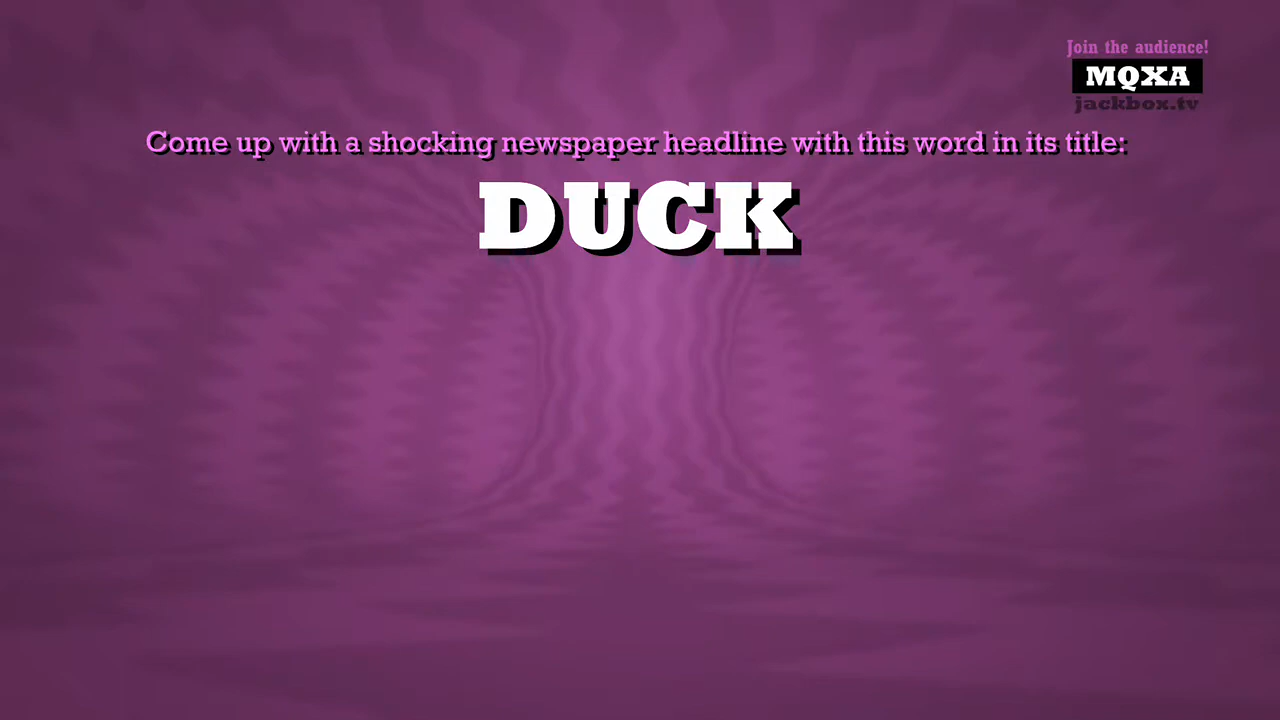 Join the audience!
MQXA
jackbox.tv
Come up with a shocking newspaper headline with this word in its title:
DUCK